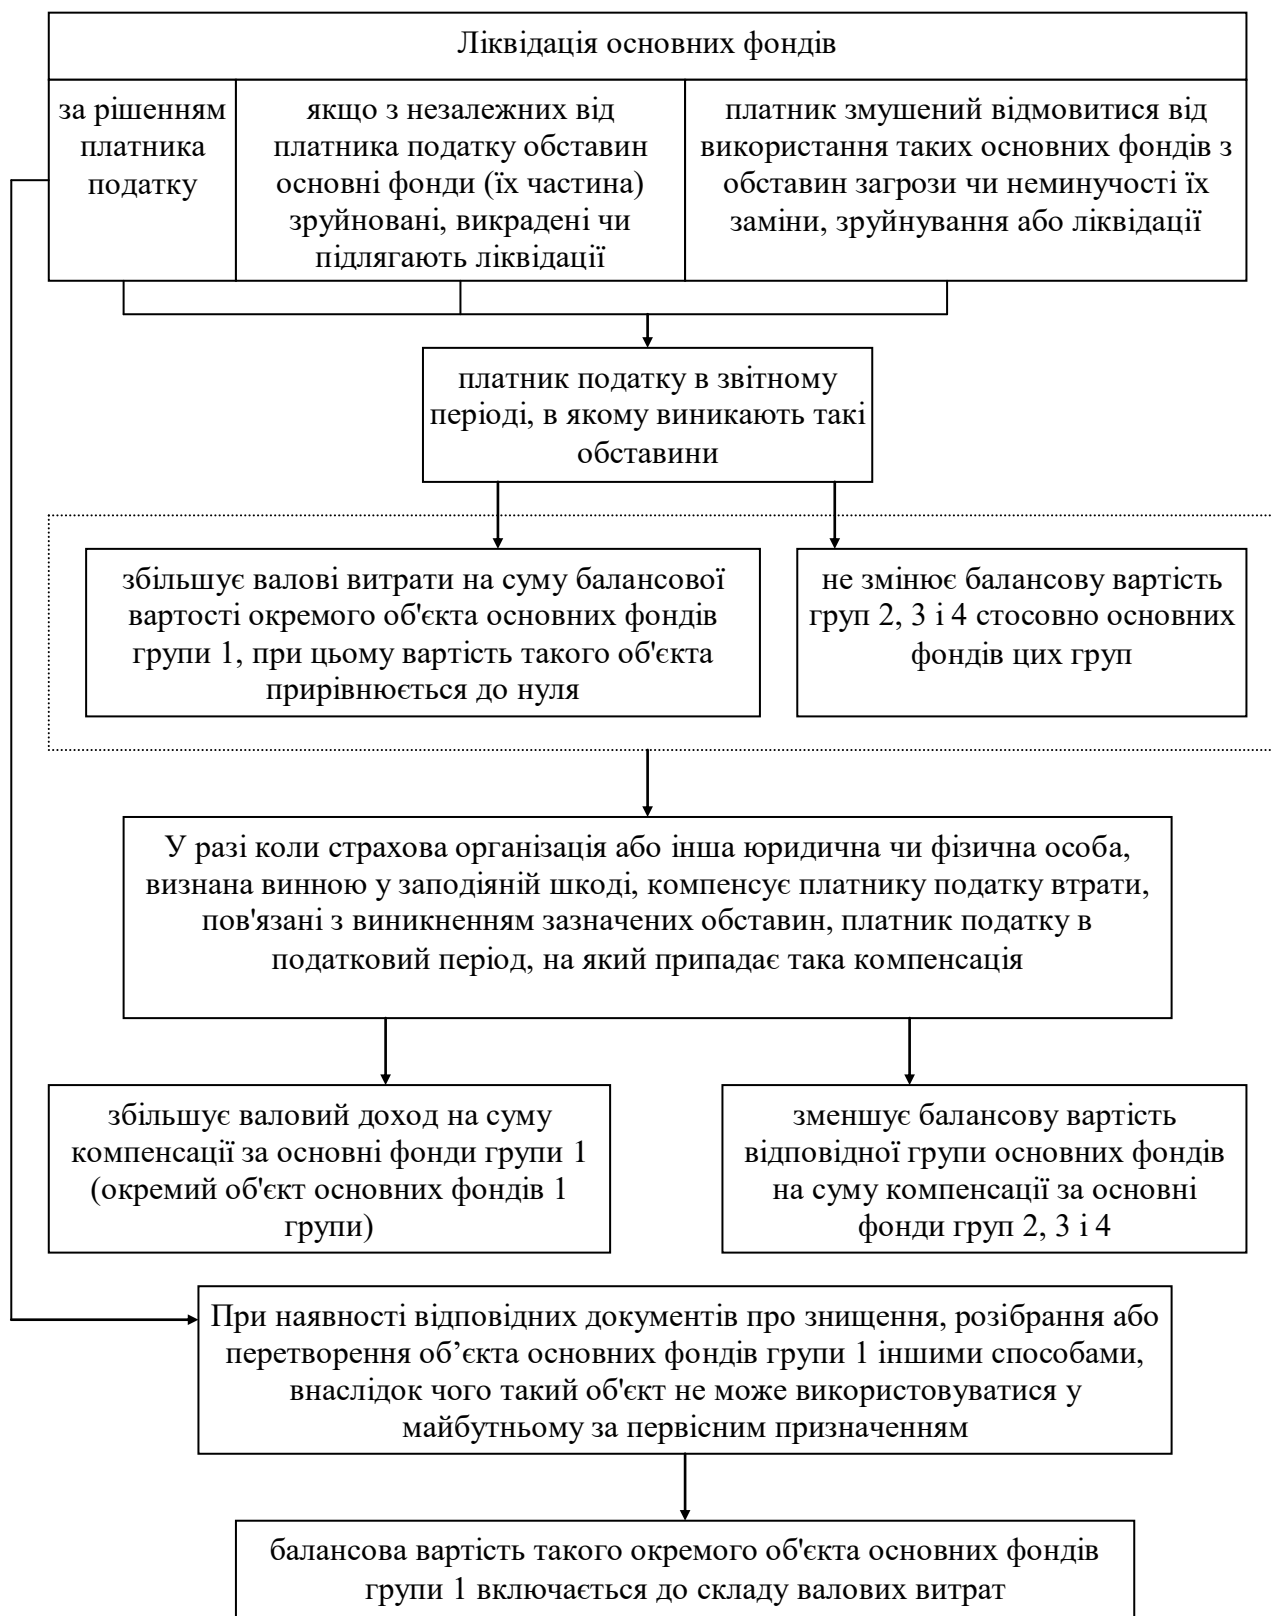 Ліквідація основних фондів
за рішенням
платника
податку
якщо з незалежних від
платника податку обставин
основні фонди (їх частина)
зруйновані, викрадені чи
підлягають ліквідації
платник змушений відмовитися від
використання таких основних фондів з
обставин загрози чи неминучості їх
заміни, зруйнування або ліквідації
платник податку в звітному
періоді, в якому виникають такі
обставини
збільшує валові витрати на суму балансової
вартості окремого об'єкта основних фондів
групи 1, при цьому вартість такого об'єкта
прирівнюється до нуля
не змінює балансову вартість
груп 2, 3 і 4 стосовно основних
фондів цих груп
У разі коли страхова організація або інша юридична чи фізична особа,
визнана винною у заподіяній шкоді, компенсує платнику податку втрати,
пов'язані з виникненням зазначених обставин, платник податку в
податковий період, на який припадає така компенсація
збільшує валовий доход на суму
компенсації за основні фонди групи 1
(окремий об'єкт основних фондів 1
групи)
зменшує балансову вартість
відповідної групи основних фондів
на суму компенсації за основні
фонди груп 2, 3 і 4
При наявності відповідних документів про знищення, розібрання або
перетворення об’єкта основних фондів групи 1 іншими способами,
внаслідок чого такий об'єкт не може використовуватися у
майбутньому за первісним призначенням
балансова вартість такого окремого об'єкта основних фондів
групи 1 включається до складу валових витрат